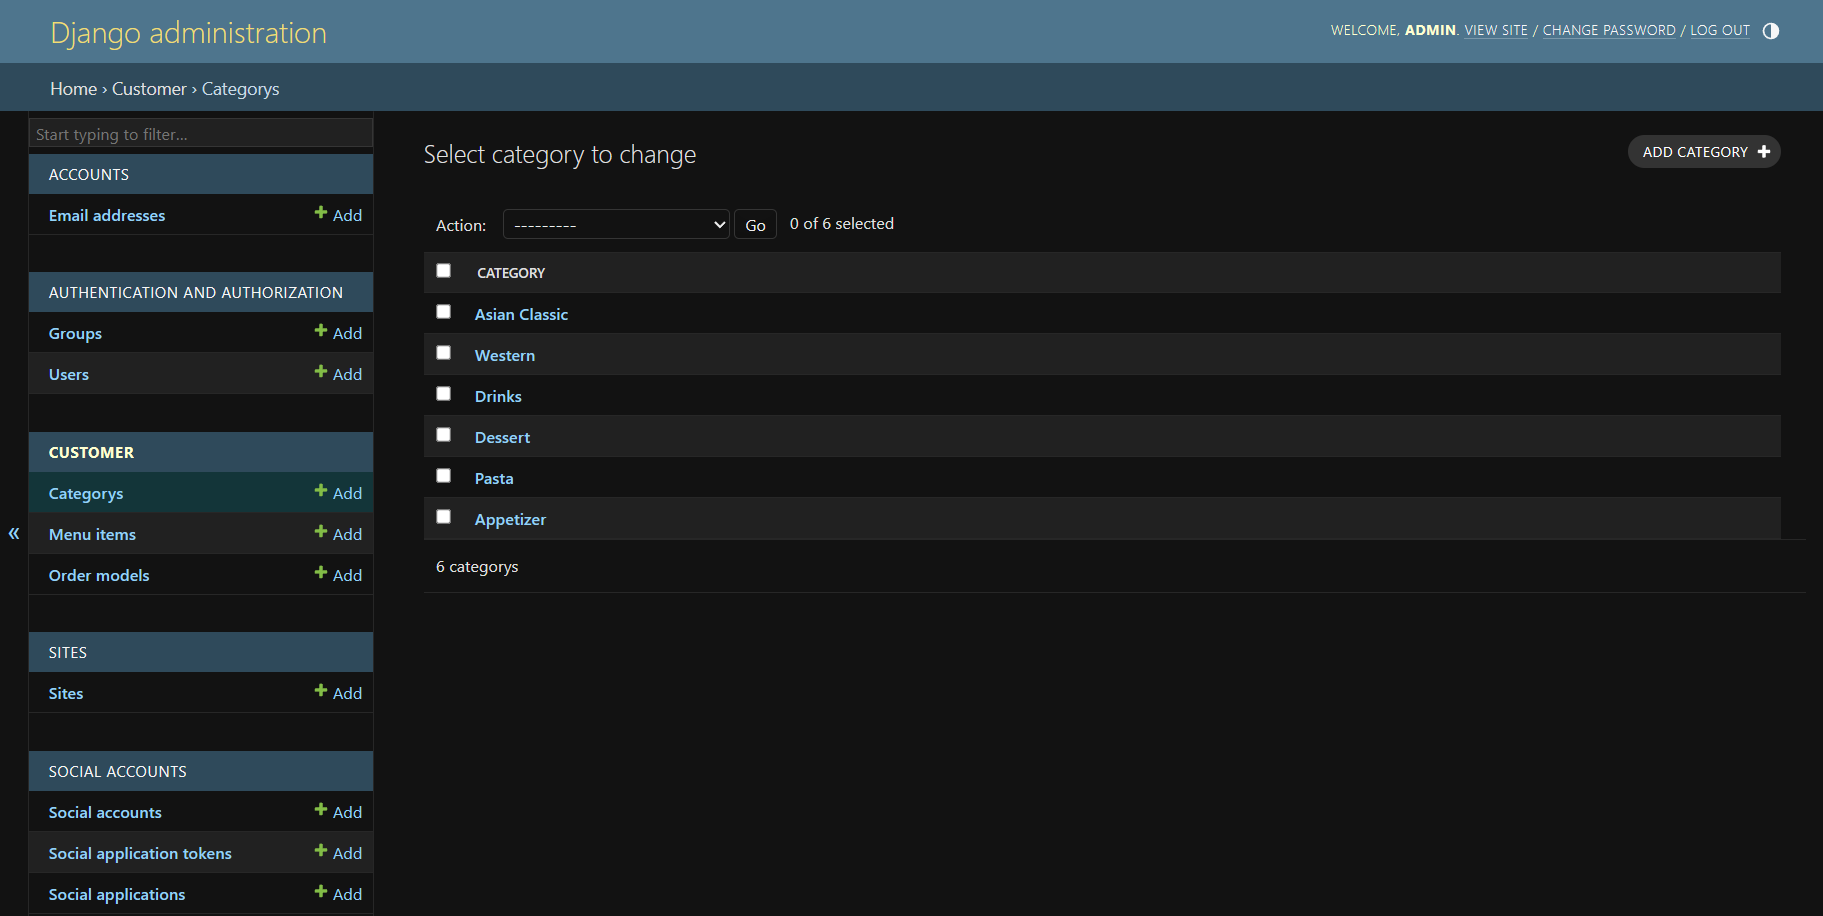 Django administration
WELCOME, ADMIN. VIEW SITE / CHANGE PASSWORD / LOG OUT
Home › Customer › Categorys
Start typing to filter...
ACCOUNTS
Email addresses
Add
AUTHENTICATION AND AUTHORIZATION
Groups
Add
Users
Add
CUSTOMER
Categorys
Add
Menu items
Add
Order models
Add
SITES
Sites
Add
SOCIAL ACCOUNTS
Social accounts
Add
Social application tokens
Add
Social applications
Add
«
Select category to change
ADD CATEGORY
Action: --------- Go 0 of 6 selected
CATEGORY
Asian Classic
Western
Drinks
Dessert
Pasta
Appetizer
6 categorys